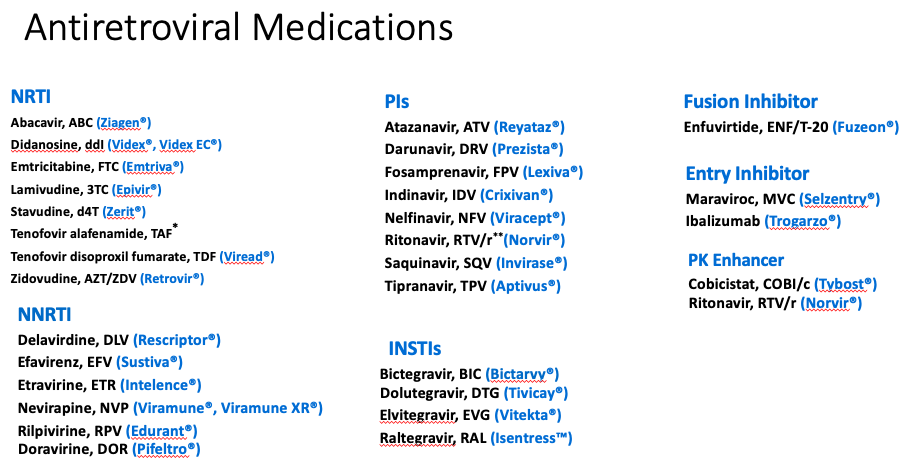 Antiretroviral Medications
NRTI
Abacavir, ABC (Ziagen®)
Didanosine, ddI (Videx®, Videx EC®)
Emtricitabine, FTC (Emtriva®)
Lamivudine, 3TC (Epivir®)
Stavudine, d4T (Zerit®)
Tenofovir alafenamide, TAF*
Tenofovir disoproxil fumarate, TDF (Viread®)
Zidovudine, AZT/ZDV (Retrovir®)
NNRTI
Delavirdine, DLV (Rescriptor®)
Efavirenz, EFV (Sustiva®)
Etravirine, ETR (Intelence®)
Nevirapine, NVP (Viramune®, Viramune XR®)
Rilpivirine, RPV (Edurant®)
Doravirine, DOR (Pifeltro®)
PIs
Atazanavir, ATV (Reyataz®)
Darunavir, DRV (Prezista®)
Fosamprenavir, FPV (Lexiva®)
Indinavir, IDV (Crixivan®)
Nelfinavir, NFV (Viracept®)
Ritonavir, RTV/r**(Norvir®)
Saquinavir, SQV (Invirase®)
Tipranavir, TPV (Aptivus®)
INSTIs
Bictegravir, BIC (Bictarvy®)
Dolutegravir, DTG (Tivicay®)
Elvitegravir, EVG (Vitekta®)
Raltegravir, RAL (Isentress™)
Fusion Inhibitor
Enfuvirtide, ENF/T-20 (Fuzeon®)
Entry Inhibitor
Maraviroc, MVC (Selzentry®)
Ibalizumab (Trogarzo®)
PK Enhancer
Cobicistat, COBI/c (Tybost®)
Ritonavir, RTV/r (Norvir®)